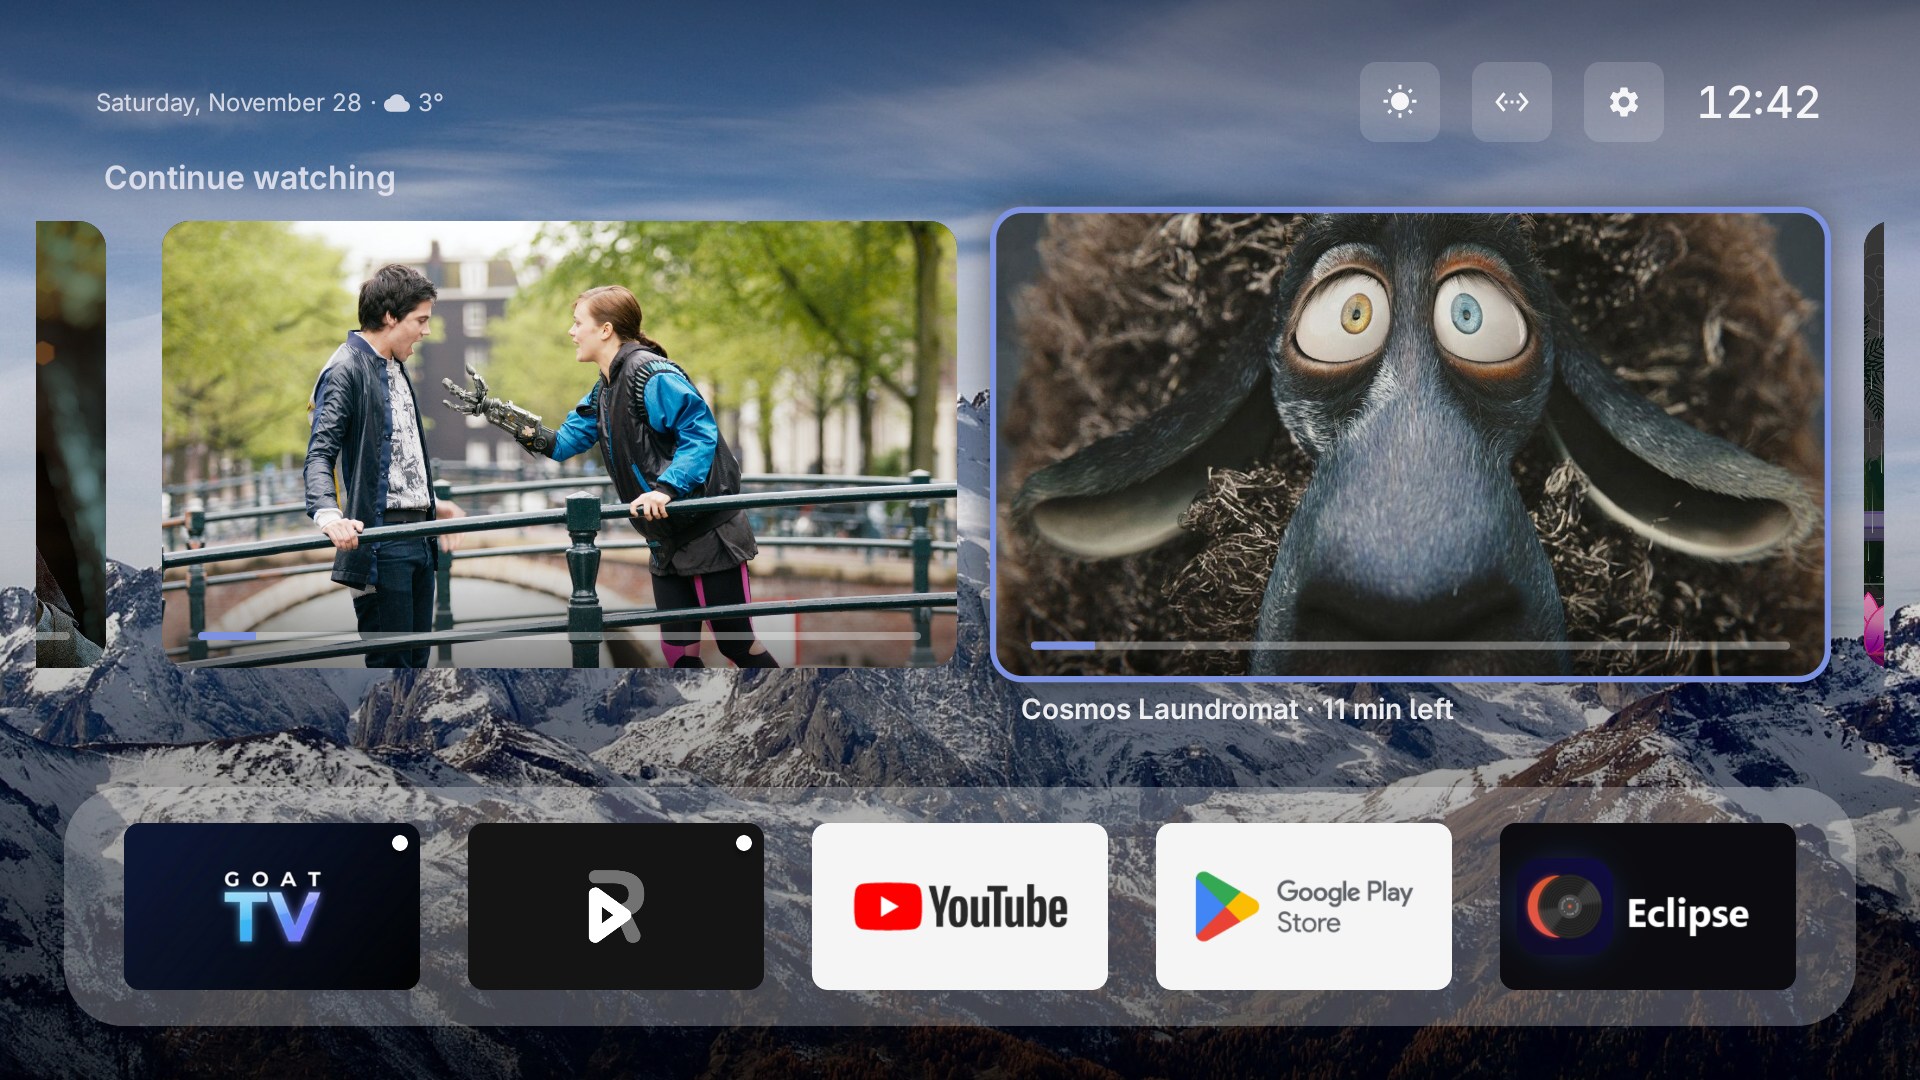 Saturday, November 28 · 3°
12:42
Continue watching
Cosmos Laundromat · 11 min left
GOAT
TV
R
YouTube
Google Play
Store
Eclipse